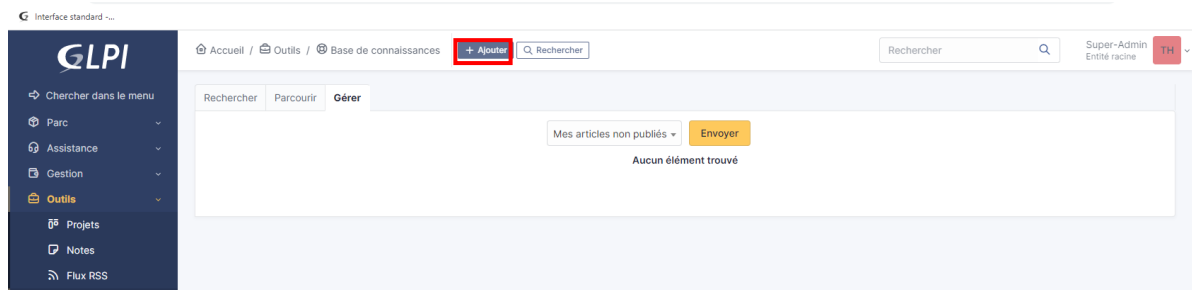 Interface standard -...
GLPI
Accueil / Outils / Base de connaissances + Ajouter Rechercher Rechercher Super-Admin TH
Entité racine
Chercher dans le menu
Rechercher Parcourir Gérer
Parc
Mes articles non publiés Envoyer
Assistance
Aucun élément trouvé
Gestion
Outils
Projets
Notes
Flux RSS